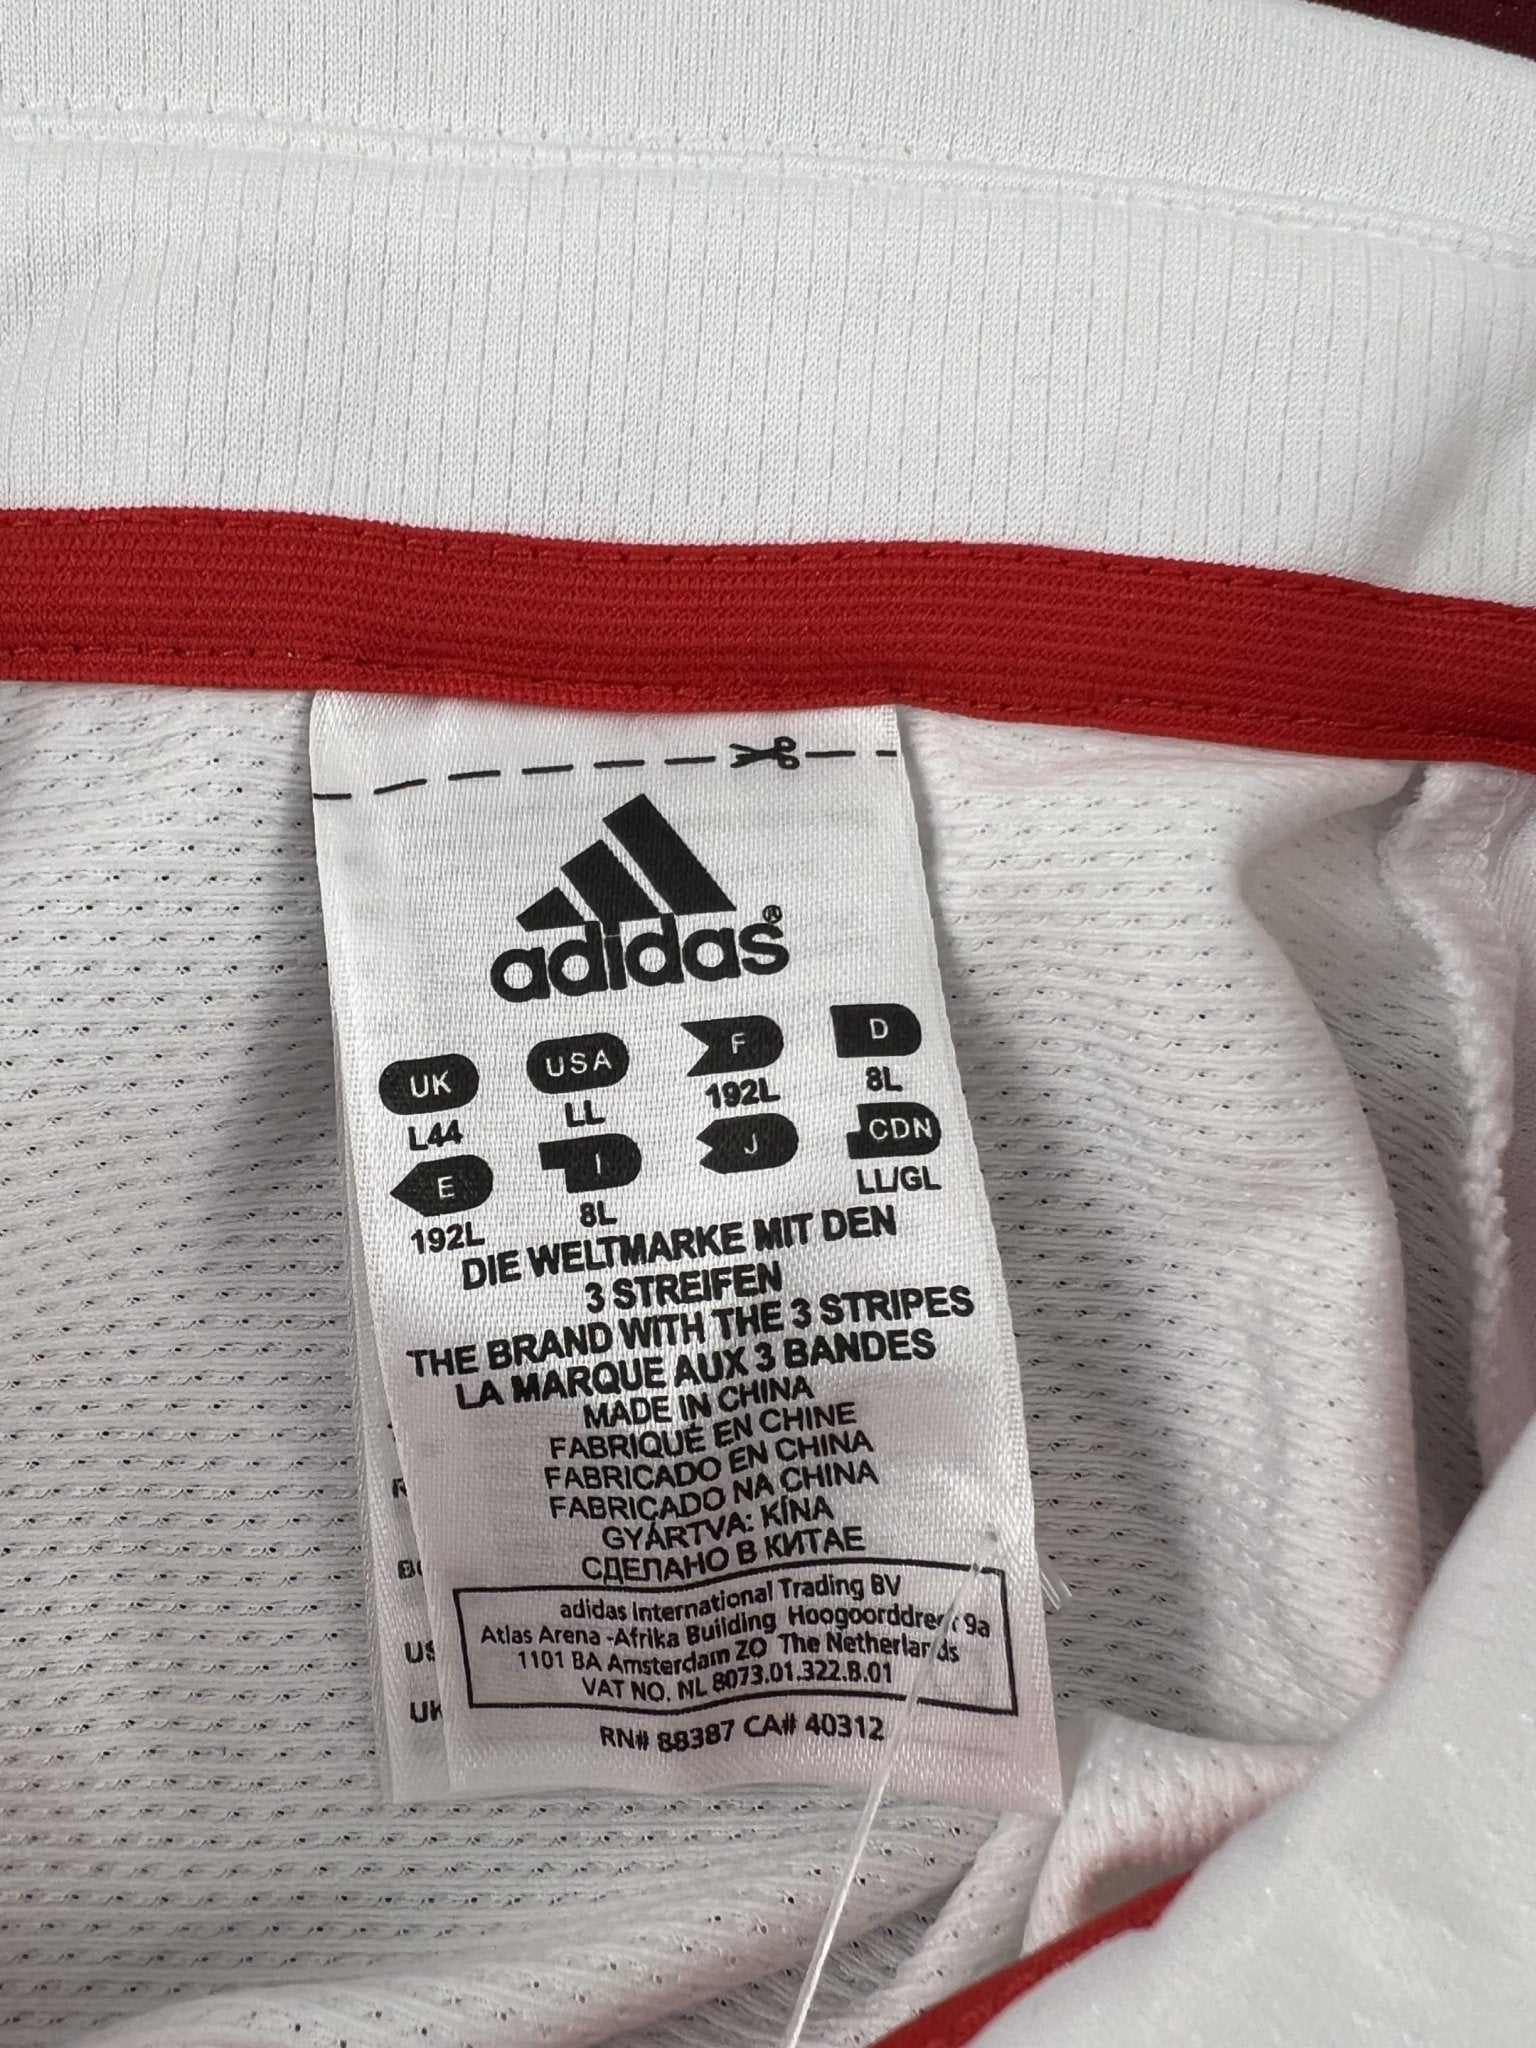 adidas®
UK USA F D
L44 LL 192L 8L
E I J CDN
192L 8L LL/GL
DIE WELTMARKE MIT DEN
3 STREIFEN
THE BRAND WITH THE 3 STRIPES
LA MARQUE AUX 3 BANDES
MADE IN CHINA
FABRIQUÉ EN CHINE
FABRICADO EN CHINA
FABRICADO NA CHINA
GYÁRTVA: KÍNA
СДЕЛАНО В КИТАЕ
adidas International Trading BV
Atlas Arena -Afrika Building Hoogoorddreef 9a
1101 BA Amsterdam ZO The Netherlands
VAT NO. NL 8073.01.322.B.01
RN# 88387 CA# 40312
US
UK